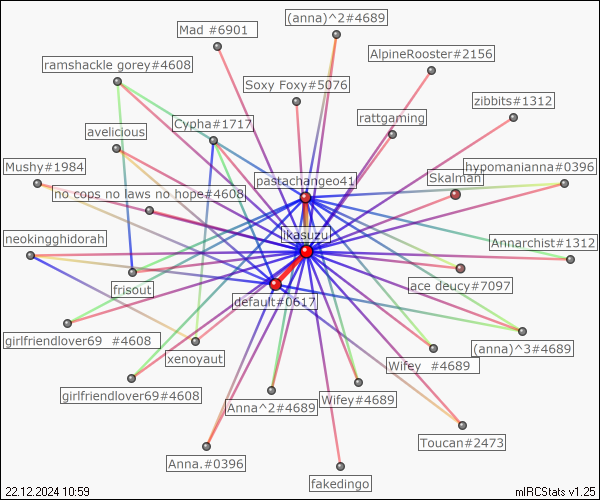 (anna)^2#4689
Mad #6901
AlpineRooster#2156
ramshackle gorey#4608
Soxy Foxy#5076
zibbits#1312
rattgaming
Cypha#1717
avelicious
Mushy#1984
hypomanianna#0396
Skalman
pastachangeo41
no cops no laws no hope#4608
ikasuzu
neokingghidorah
Annarchist#1312
frisout
ace deucy#7097
default#0617
girlfriendlover69 #4608
(anna)^3#4689
xenoyaut
Wifey #4689
girlfriendlover69#4608
Anna^2#4689
Wifey#4689
Toucan#2473
Anna.#0396
fakedingo
22.12.2024 10:59
mIRCStats v1.25